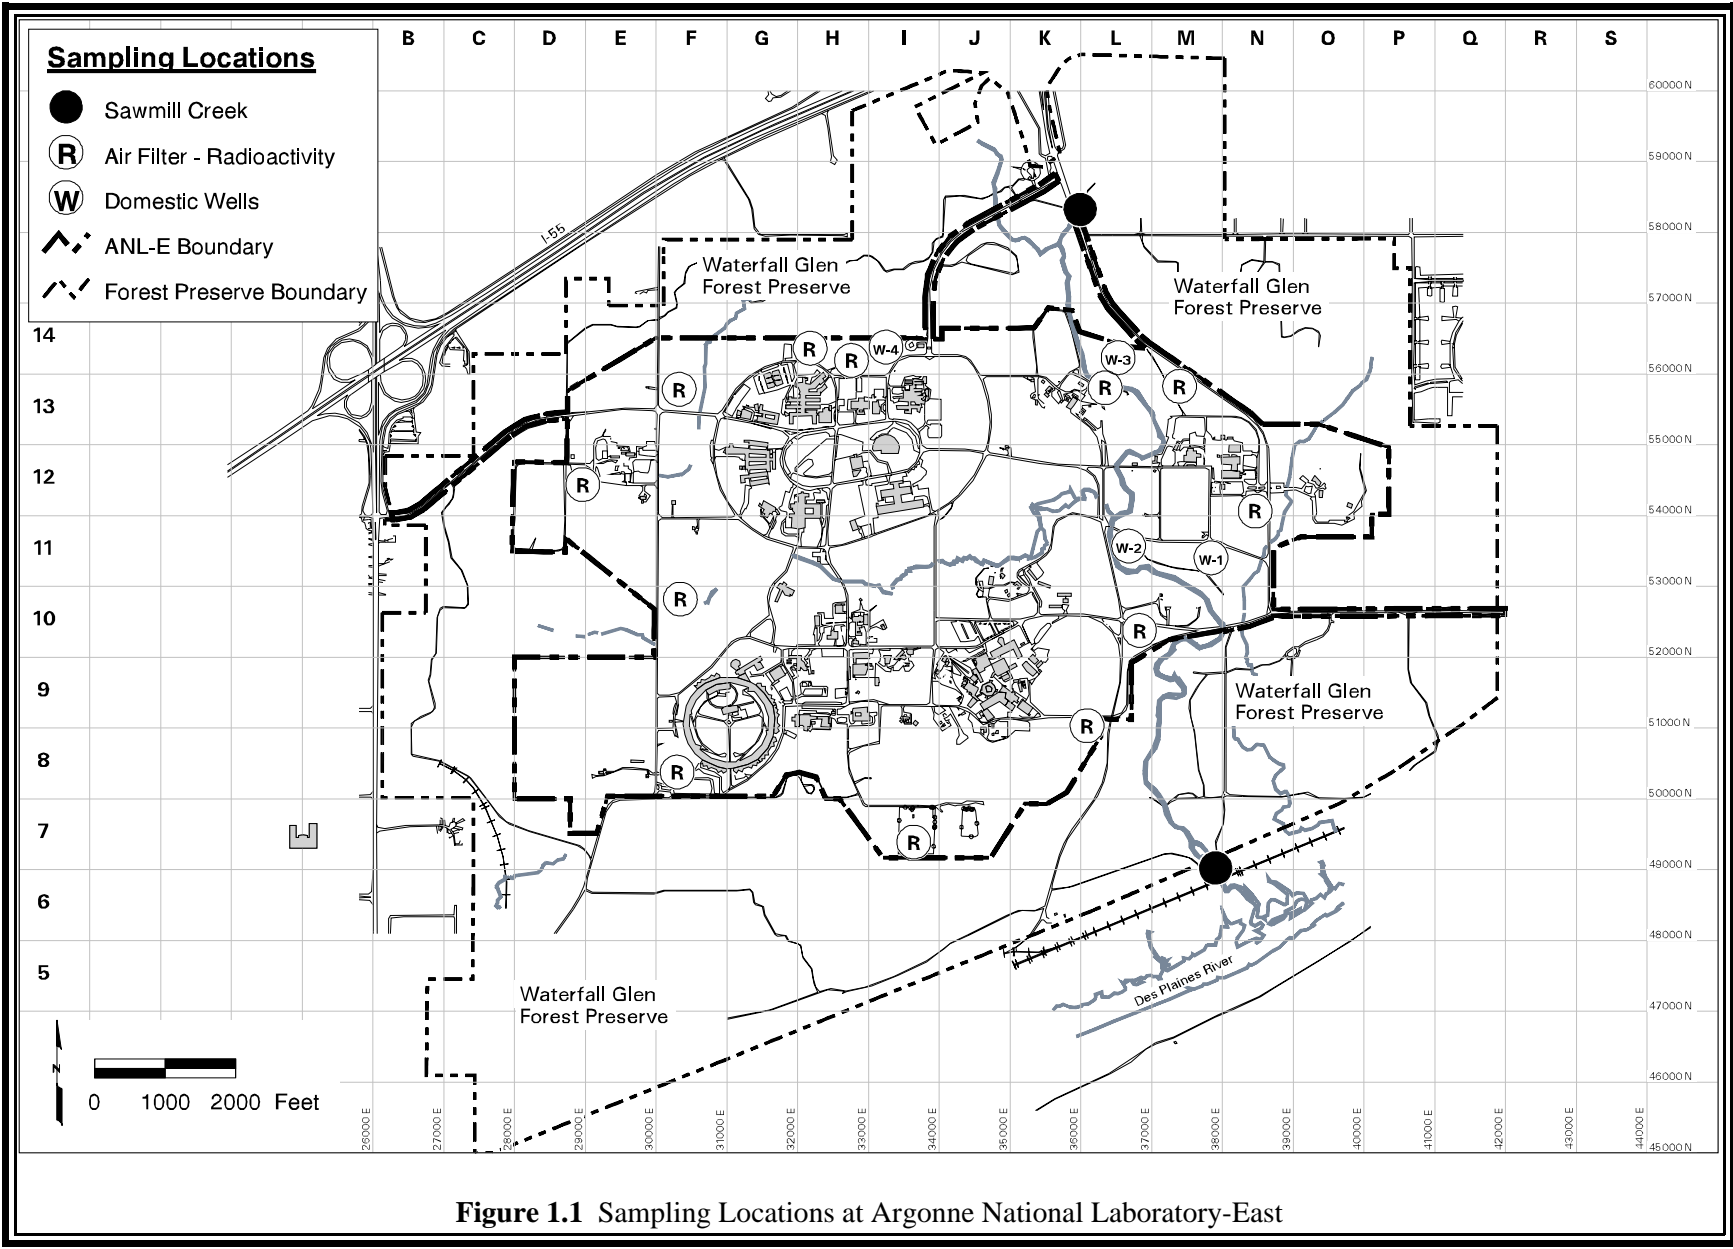 Sampling Locations
Sawmill Creek
R Air Filter - Radioactivity
W Domestic Wells
ANL-E Boundary
Forest Preserve Boundary
B C D E F G H I J K L M N O P Q R S
60000 N
59000 N
58000 N
57000 N
56000 N
55000 N
54000 N
53000 N
52000 N
51000 N
50000 N
49000 N
48000 N
47000 N
46000 N
45000 N
14
13
12
11
10
9
8
7
6
5
I-55
Waterfall Glen
Forest Preserve
Waterfall Glen
Forest Preserve
R
R
W-4
W-3
R
R
R
R
R
W-2
W-1
R
R
Waterfall Glen
Forest Preserve
R
R
R
Des Plaines River
Waterfall Glen
Forest Preserve
N
0 1000 2000 Feet
26000 E
27000 E
28000 E
29000 E
30000 E
31000 E
32000 E
33000 E
34000 E
35000 E
36000 E
37000 E
38000 E
39000 E
40000 E
41000 E
42000 E
43000 E
44000 E
Figure 1.1 Sampling Locations at Argonne National Laboratory-East